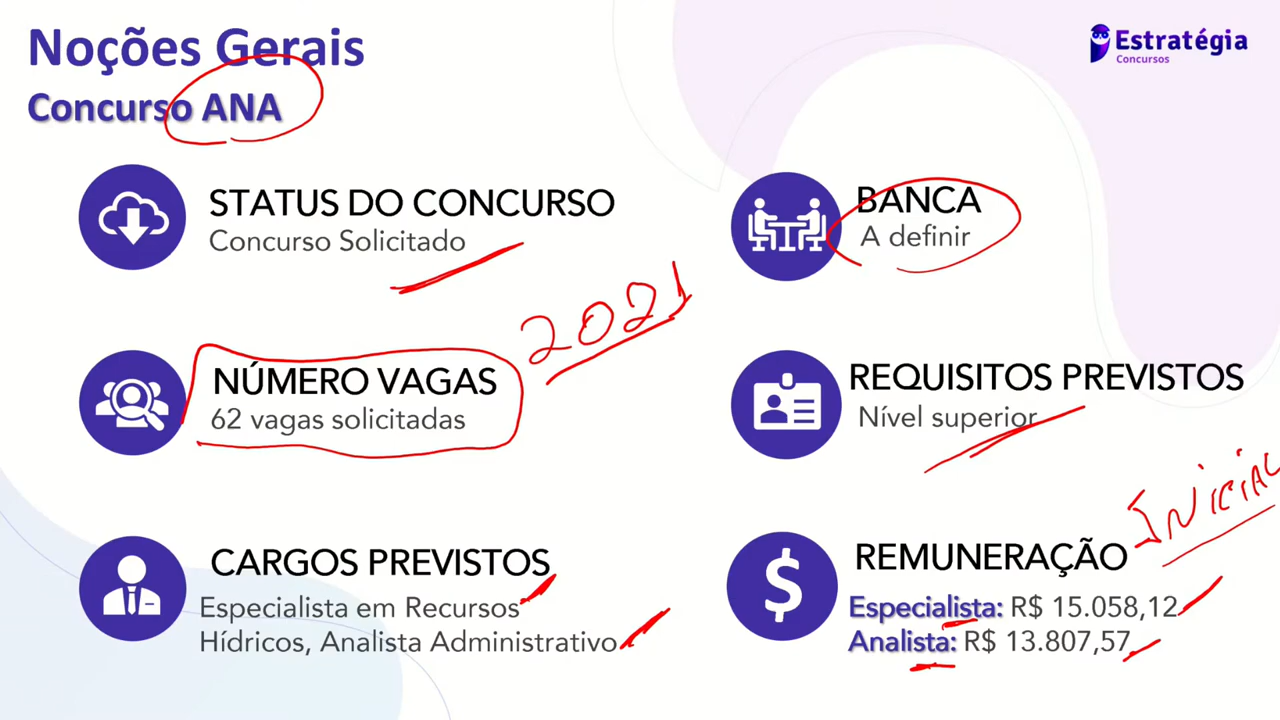 Noções Gerais
Concurso ANA
Estratégia
Concursos
STATUS DO CONCURSO
Concurso Solicitado
BANCA
A definir
2021
NÚMERO VAGAS
62 vagas solicitadas
REQUISITOS PREVISTOS
Nível superior
INICIAL
CARGOS PREVISTOS
Especialista em Recursos
Hídricos, Analista Administrativo
REMUNERAÇÃO
Especialista: R$ 15.058,12
Analista: R$ 13.807,57